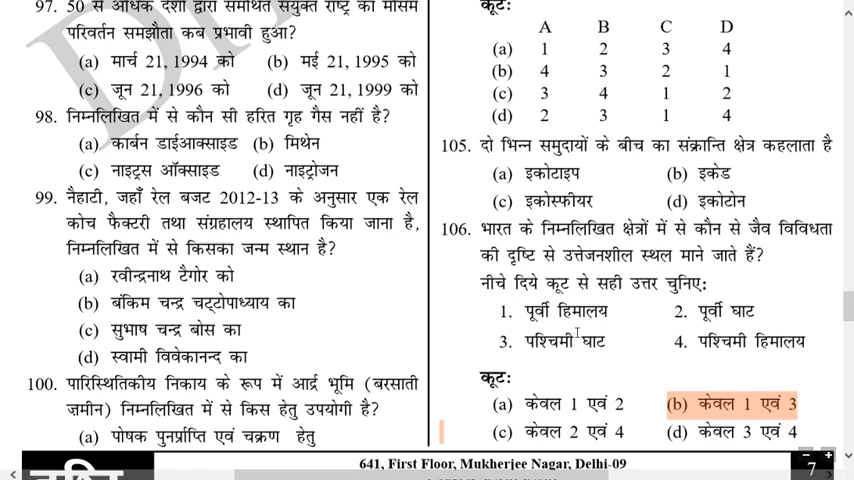 97. 50 से अधिक देशों द्वारा समर्थित संयुक्त राष्ट्र का मौसम
परिवर्तन समझौता कब प्रभावी हुआ?
(a) मार्च 21, 1994 को (b) मई 21, 1995 को
(c) जून 21, 1996 को (d) जून 21, 1999 को
98. निम्नलिखित में से कौन सी हरित गृह गैस नहीं है?
(a) कार्बन डाईआक्साइड (b) मिथेन
(c) नाइट्रस ऑक्साइड (d) नाइट्रोजन
99. नैहाटी, जहाँ रेल बजट 2012-13 के अनुसार एक रेल
कोच फैक्टरी तथा संग्रहालय स्थापित किया जाना है,
निम्नलिखित में से किसका जन्म स्थान है?
(a) रवीन्द्रनाथ टैगोर को
(b) बंकिम चन्द्र चट्टोपाध्याय का
(c) सुभाष चन्द्र बोस का
(d) स्वामी विवेकानन्द का
100. पारिस्थितिकीय निकाय के रूप में आर्द्र भूमि (बरसाती
ज़मीन) निम्नलिखित में से किस हेतु उपयोगी है?
(a) पोषक पुनर्प्राप्ति एवं चक्रण हेतु
कूटः
A B C D
(a) 1 2 3 4
(b) 4 3 2 1
(c) 3 4 1 2
(d) 2 3 1 4
105. दो भिन्न समुदायों के बीच का संक्रान्ति क्षेत्र कहलाता है
(a) इकोटाइप (b) इकेड
(c) इकोस्फीयर (d) इकोटोन
106. भारत के निम्नलिखित क्षेत्रों में से कौन से जैव विविधता
की दृष्टि से उत्तेजनशील स्थल माने जाते हैं?
नीचे दिये कूट से सही उत्तर चुनिए:
1. पूर्वी हिमालय 2. पूर्वी घाट
3. पश्चिमी घाट 4. पश्चिमी हिमालय
कूटः
(a) केवल 1 एवं 2 (b) केवल 1 एवं 3
(c) केवल 2 एवं 4 (d) केवल 3 एवं 4
641, First Floor, Mukherjee Nagar, Delhi-09
7